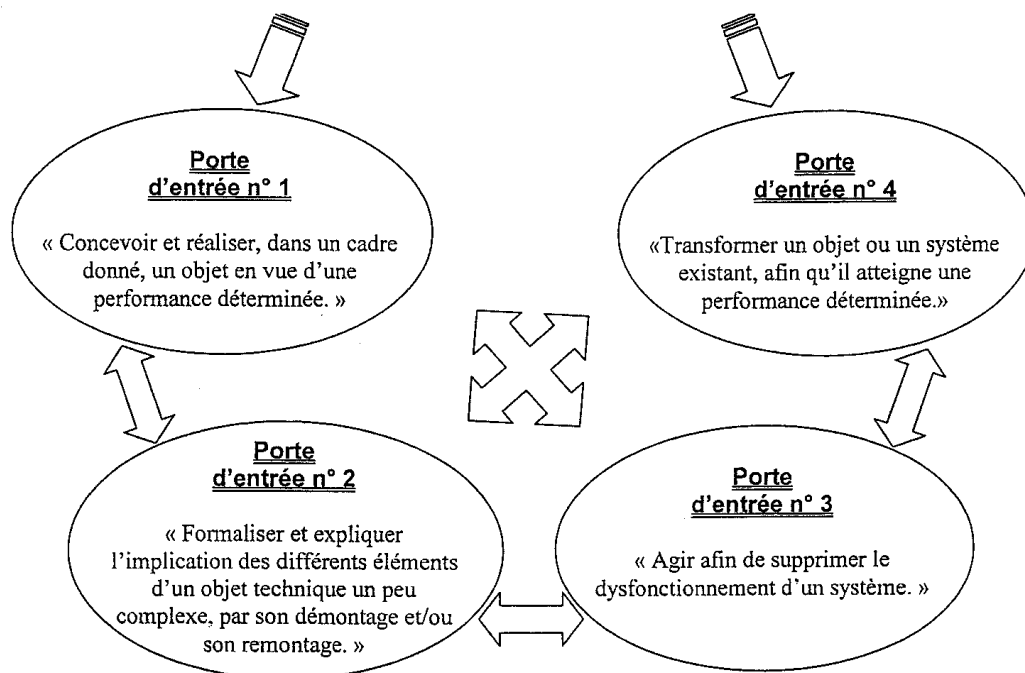 Porte
d'entrée n° 1
« Concevoir et réaliser, dans un cadre
donné, un objet en vue d'une
performance déterminée. »
Porte
d'entrée n° 4
«Transformer un objet ou un système
existant, afin qu'il atteigne une
performance déterminée.»
Porte
d'entrée n° 2
« Formaliser et expliquer
l'implication des différents éléments
d'un objet technique un peu
complexe, par son démontage et/ou
son remontage. »
Porte
d'entrée n° 3
« Agir afin de supprimer le
dysfonctionnement d'un système. »